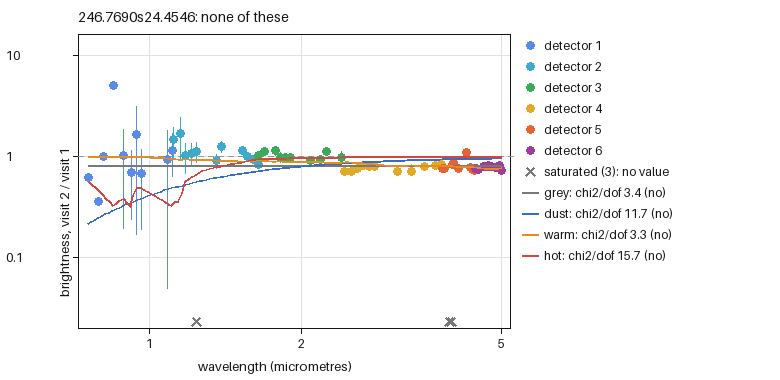 246.7690s24.4546: none of these
brightness, visit 2 / visit 1
10
1
0.1
1
2
5
wavelength (micrometres)
detector 1
detector 2
detector 3
detector 4
detector 5
detector 6
saturated (3): no value
grey: chi2/dof 3.4 (no)
dust: chi2/dof 11.7 (no)
warm: chi2/dof 3.3 (no)
hot: chi2/dof 15.7 (no)